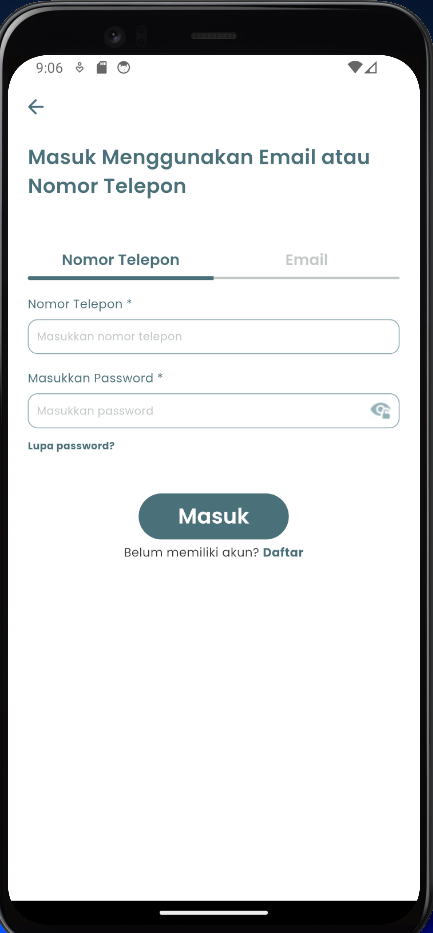 9:06
Masuk Menggunakan Email atau
Nomor Telepon
Nomor Telepon
Email
Nomor Telepon *
Masukkan nomor telepon
Masukkan Password *
Masukkan password
Lupa password?
Masuk
Belum memiliki akun? Daftar